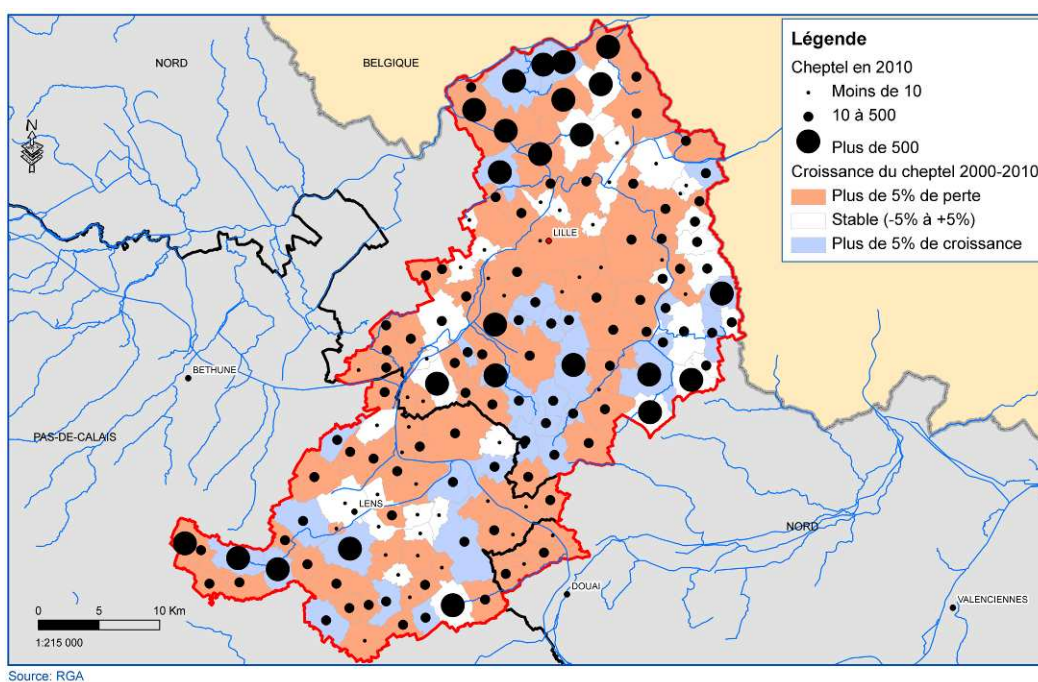 NORD
BELGIQUE
Légende
Cheptel en 2010
Moins de 10
10 à 500
Plus de 500
Croissance du cheptel 2000-2010
Plus de 5% de perte
Stable (-5% à +5%)
Plus de 5% de croissance
N
LILLE
BETHUNE
PAS-DE-CALAIS
LENS
NORD
DOUAI
VALENCIENNES
0 5 10 Km
1:215 000
Source: RGA